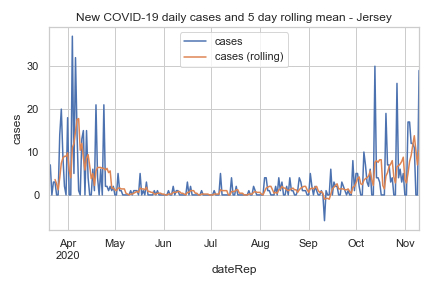 New COVID-19 daily cases and 5 day rolling mean - Jersey
cases
cases (rolling)
cases
30
20
10
0
Apr May Jun Jul Aug Sep Oct Nov
2020
dateRep